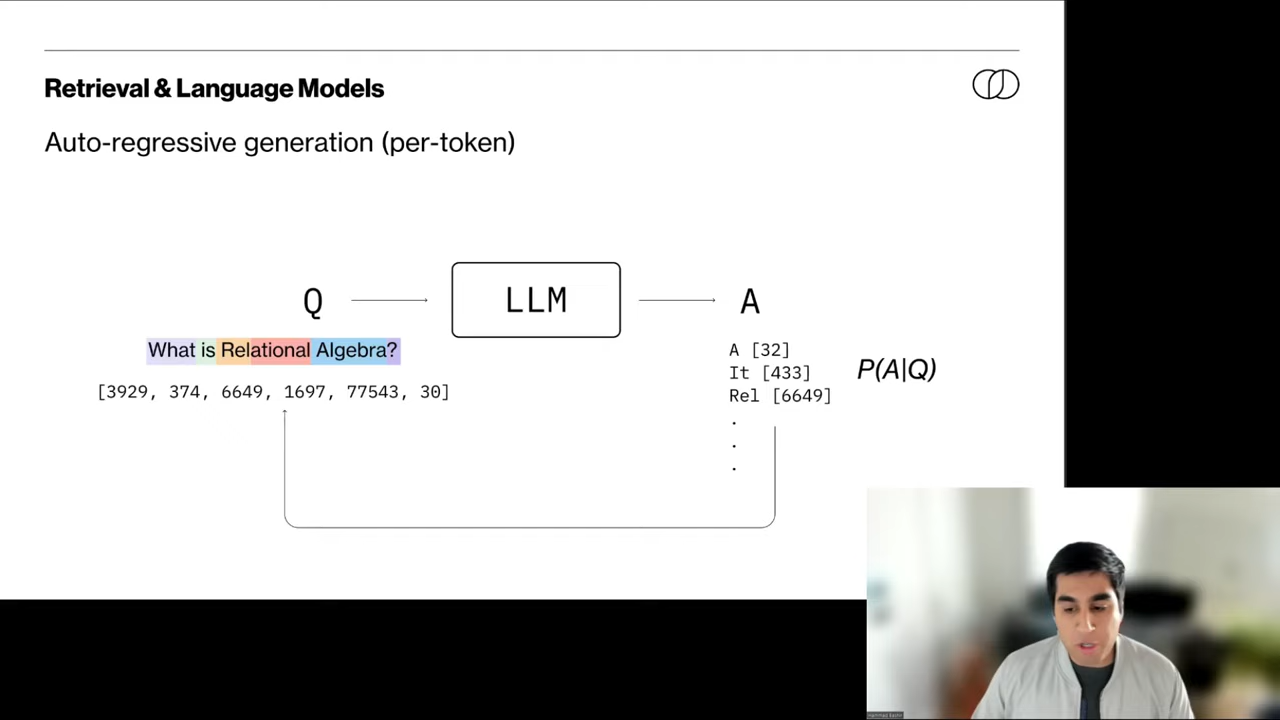 Retrieval & Language Models
Auto-regressive generation (per-token)
Q
LLM
A
What is Relational Algebra?
[3929, 374, 6649, 1697, 77543, 30]
A [32]
It [433]
Rel [6649]
.
.
.
P(A|Q)